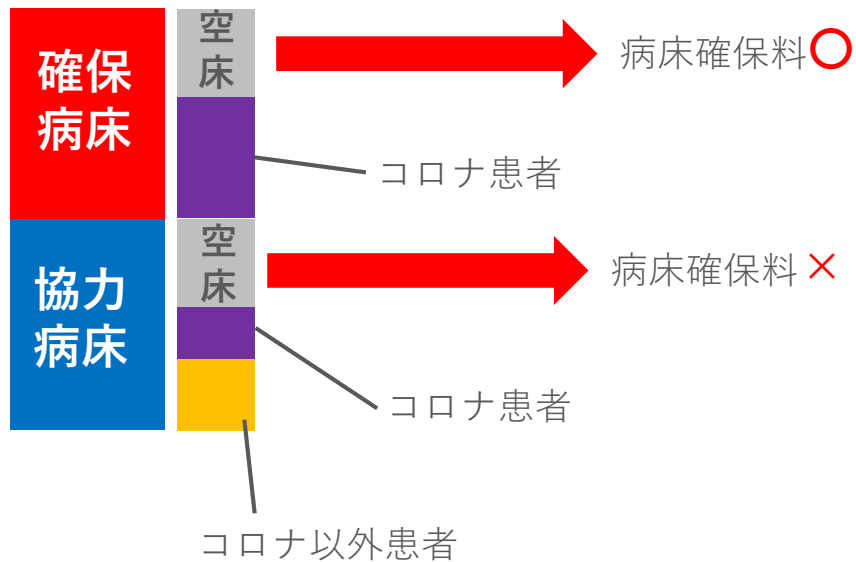 確保
病床
空
床
病床確保料○
コロナ患者
協力
病床
空
床
病床確保料×
コロナ患者
コロナ以外患者